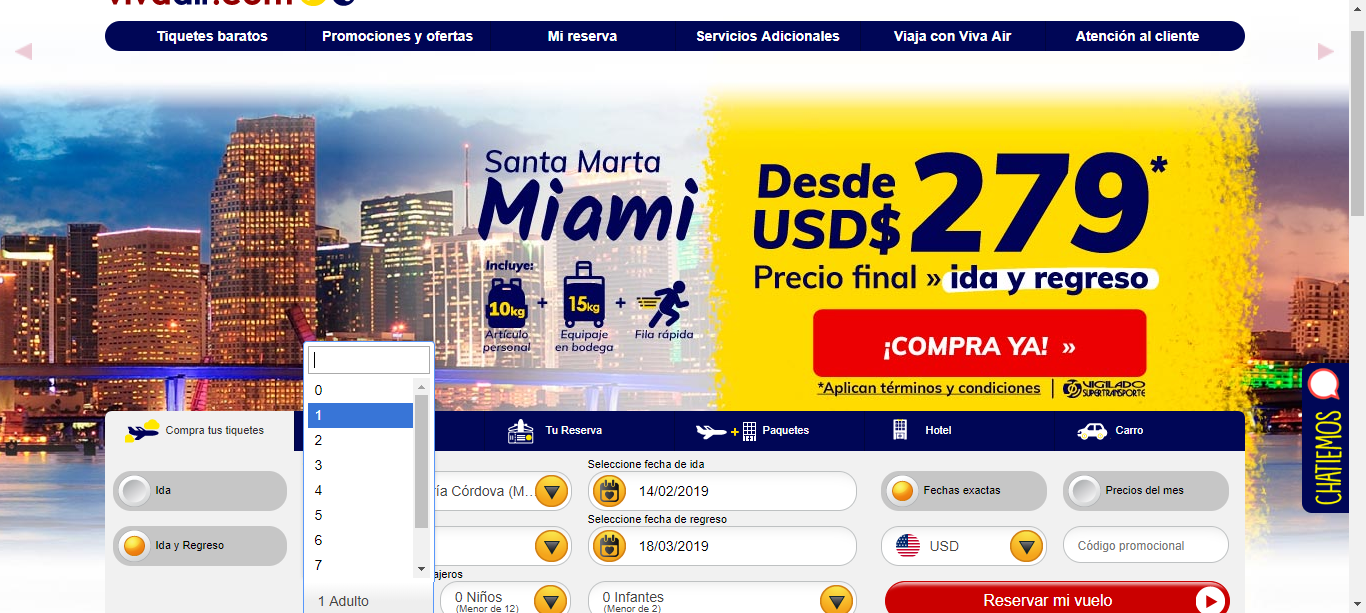 vivaair.com
Tiquetes baratos
Promociones y ofertas
Mi reserva
Servicios Adicionales
Viaja con Viva Air
Atención al cliente
Santa Marta
Miami
Incluye:
10kg + 15kg +
Artículo personal
Equipaje en bodega
Fila rápida
Desde
USD$ 279*
Precio final » ida y regreso
¡COMPRA YA! »
*Aplican términos y condiciones | VIGILADO
SUPERTRANSPORTE
CHATIEMOS
0
1
2
3
4
5
6
7
1 Adulto
Compra tus tiquetes
Tu Reserva
+ Paquetes
Hotel
Carro
Ida
Ida y Regreso
ía Córdova (M...
Seleccione fecha de ida
14/02/2019
Seleccione fecha de regreso
18/03/2019
Fechas exactas
Precios del mes
USD
Código promocional
ajeros
0 Niños
(Menor de 12)
0 Infantes
(Menor de 2)
Reservar mi vuelo